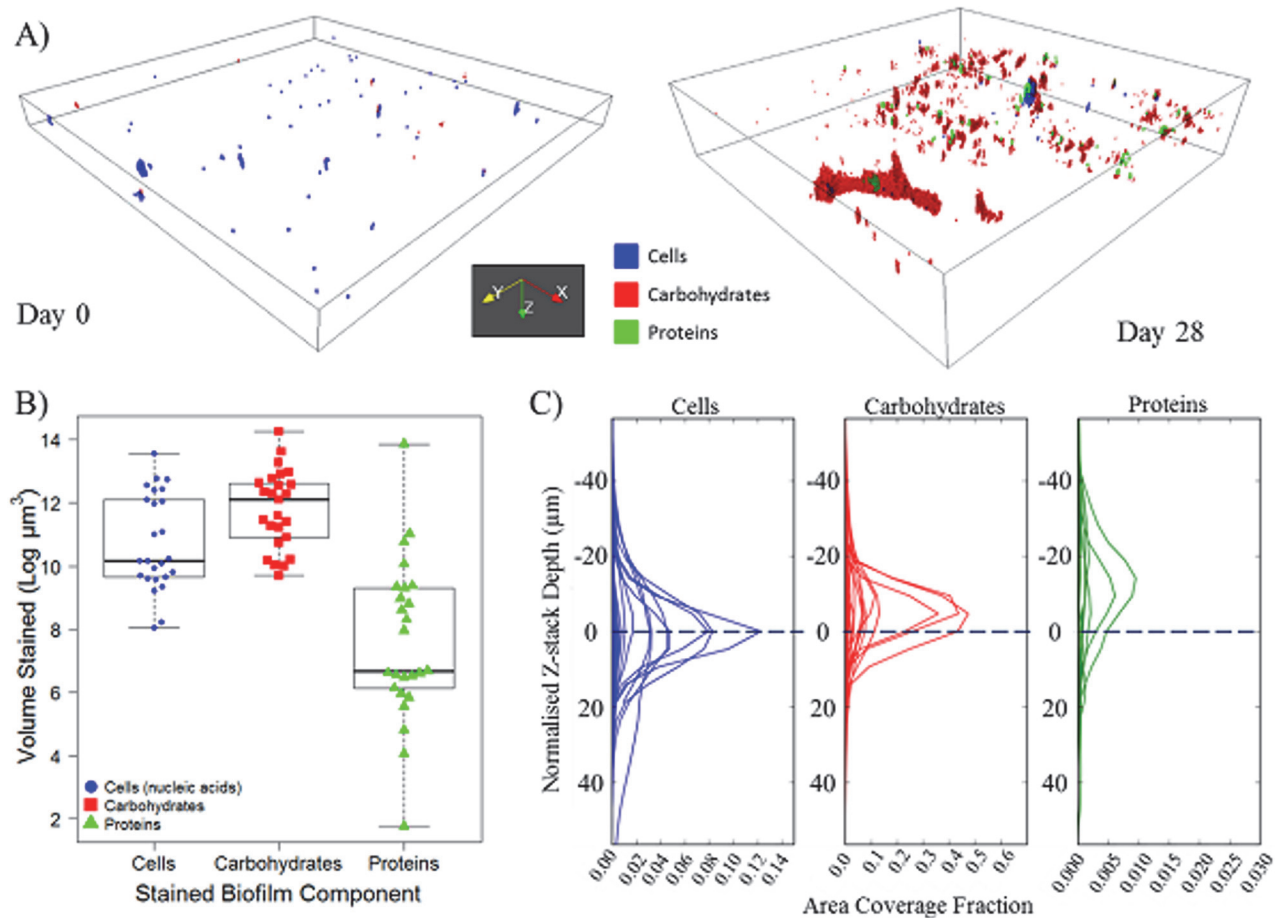 A)
Day 0
Y
X
Z
Cells
Carbohydrates
Proteins
Day 28
B)
Volume Stained (Log µm³)
14
12
10
8
6
4
2
Cells (nucleic acids)
Carbohydrates
Proteins
Cells
Carbohydrates
Proteins
Stained Biofilm Component
C)
Cells
Carbohydrates
Proteins
Normalised Z-stack Depth (µm)
-40
-20
0
20
40
-40
-20
0
20
40
-40
-20
0
20
40
0.00
0.02
0.04
0.06
0.08
0.10
0.12
0.14
0.0
0.1
0.2
0.3
0.4
0.5
0.6
0.000
0.005
0.010
0.015
0.020
0.025
0.030
Area Coverage Fraction